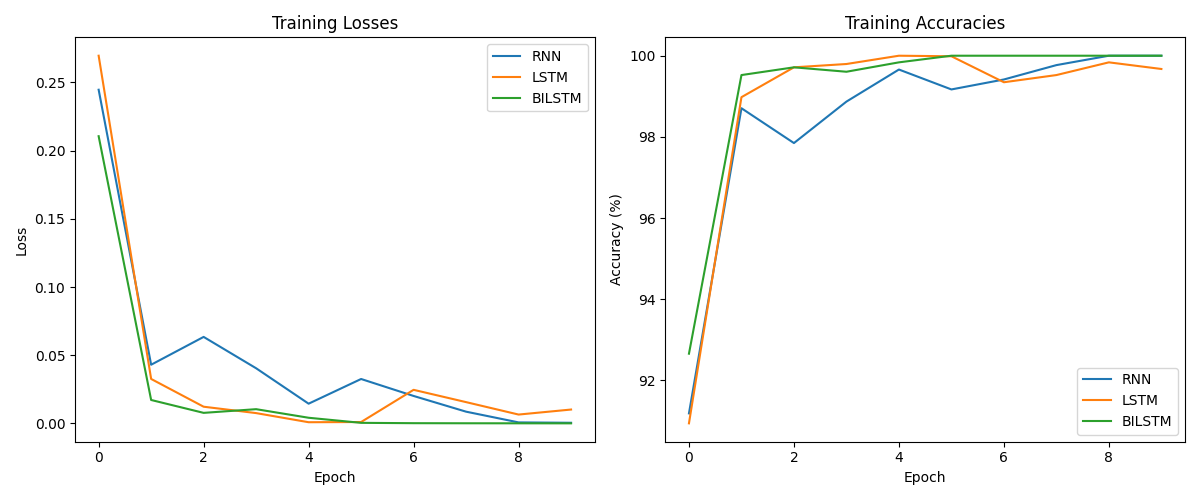 Training Losses
RNN
LSTM
BILSTM
0.25
0.20
0.15
0.10
0.05
0.00
Loss
0 2 4 6 8
Epoch
Training Accuracies
100
98
96
94
92
Accuracy (%)
RNN
LSTM
BILSTM
0 2 4 6 8
Epoch